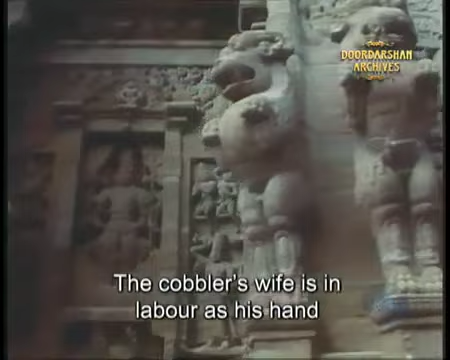 DOORDARSHAN
ARCHIVES
The cobbler's wife is in
labour as his hand